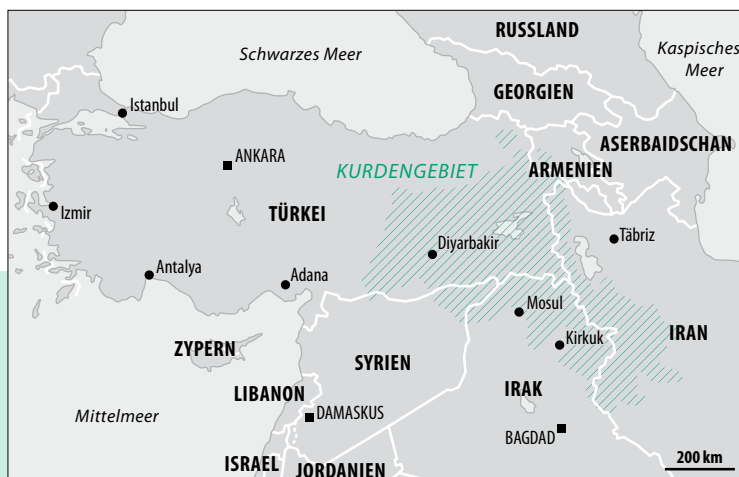 RUSSLAND
Schwarzes Meer
Kaspisches
Meer
GEORGIEN
Istanbul
ASERBAIDSCHAN
ANKARA
KURDENGEBIET
ARMENIEN
Izmir
TÜRKEI
Täbriz
Diyarbakir
Antalya
Adana
Mosul
ZYPERN
Kirkuk
IRAN
SYRIEN
LIBANON
IRAK
Mittelmeer
DAMASKUS
BAGDAD
ISRAEL
JORDANIEN
200 km